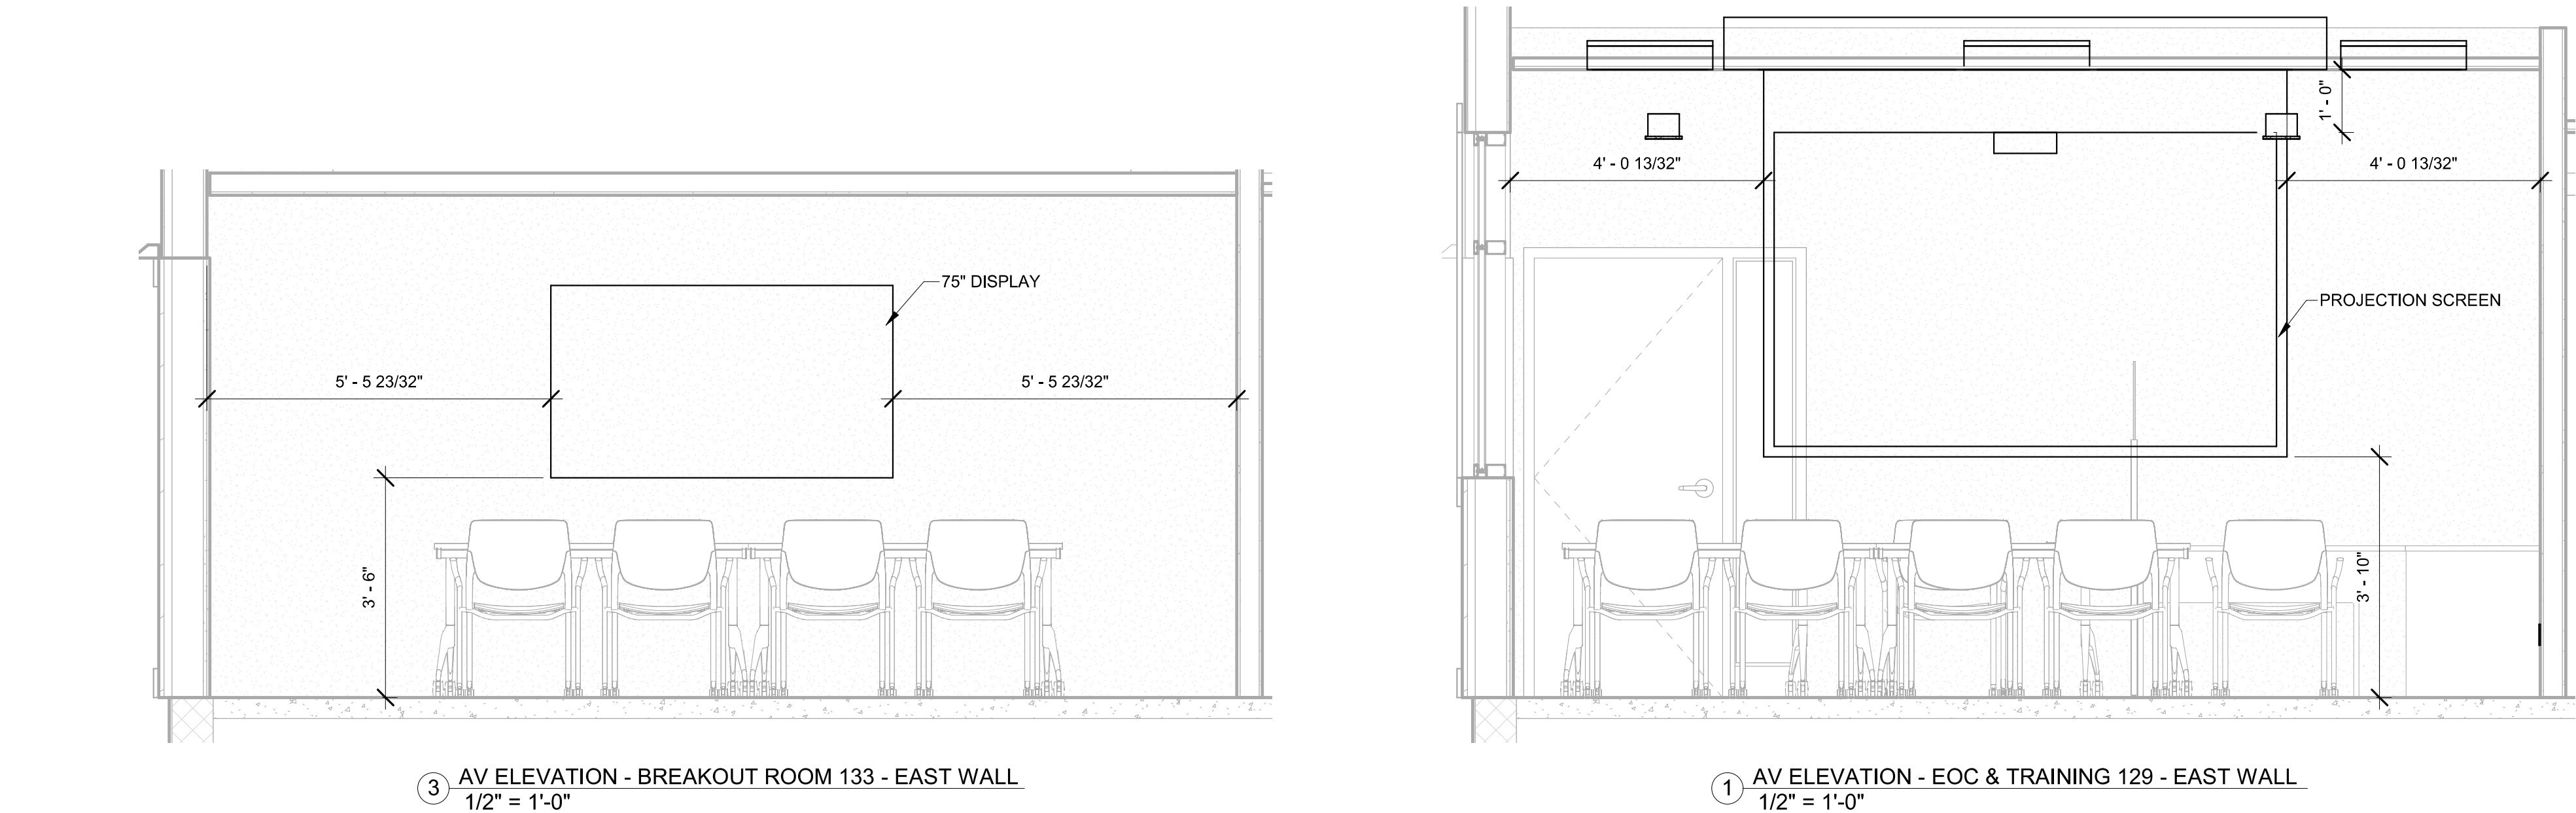 75" DISPLAY
5' - 5 23/32"
5' - 5 23/32"
3' - 6"
3
AV ELEVATION - BREAKOUT ROOM 133 - EAST WALL
1/2" = 1'-0"
1' - 0"
4' - 0 13/32"
4' - 0 13/32"
PROJECTION SCREEN
3' - 10"
1
AV ELEVATION - EOC & TRAINING 129 - EAST WALL
1/2" = 1'-0"